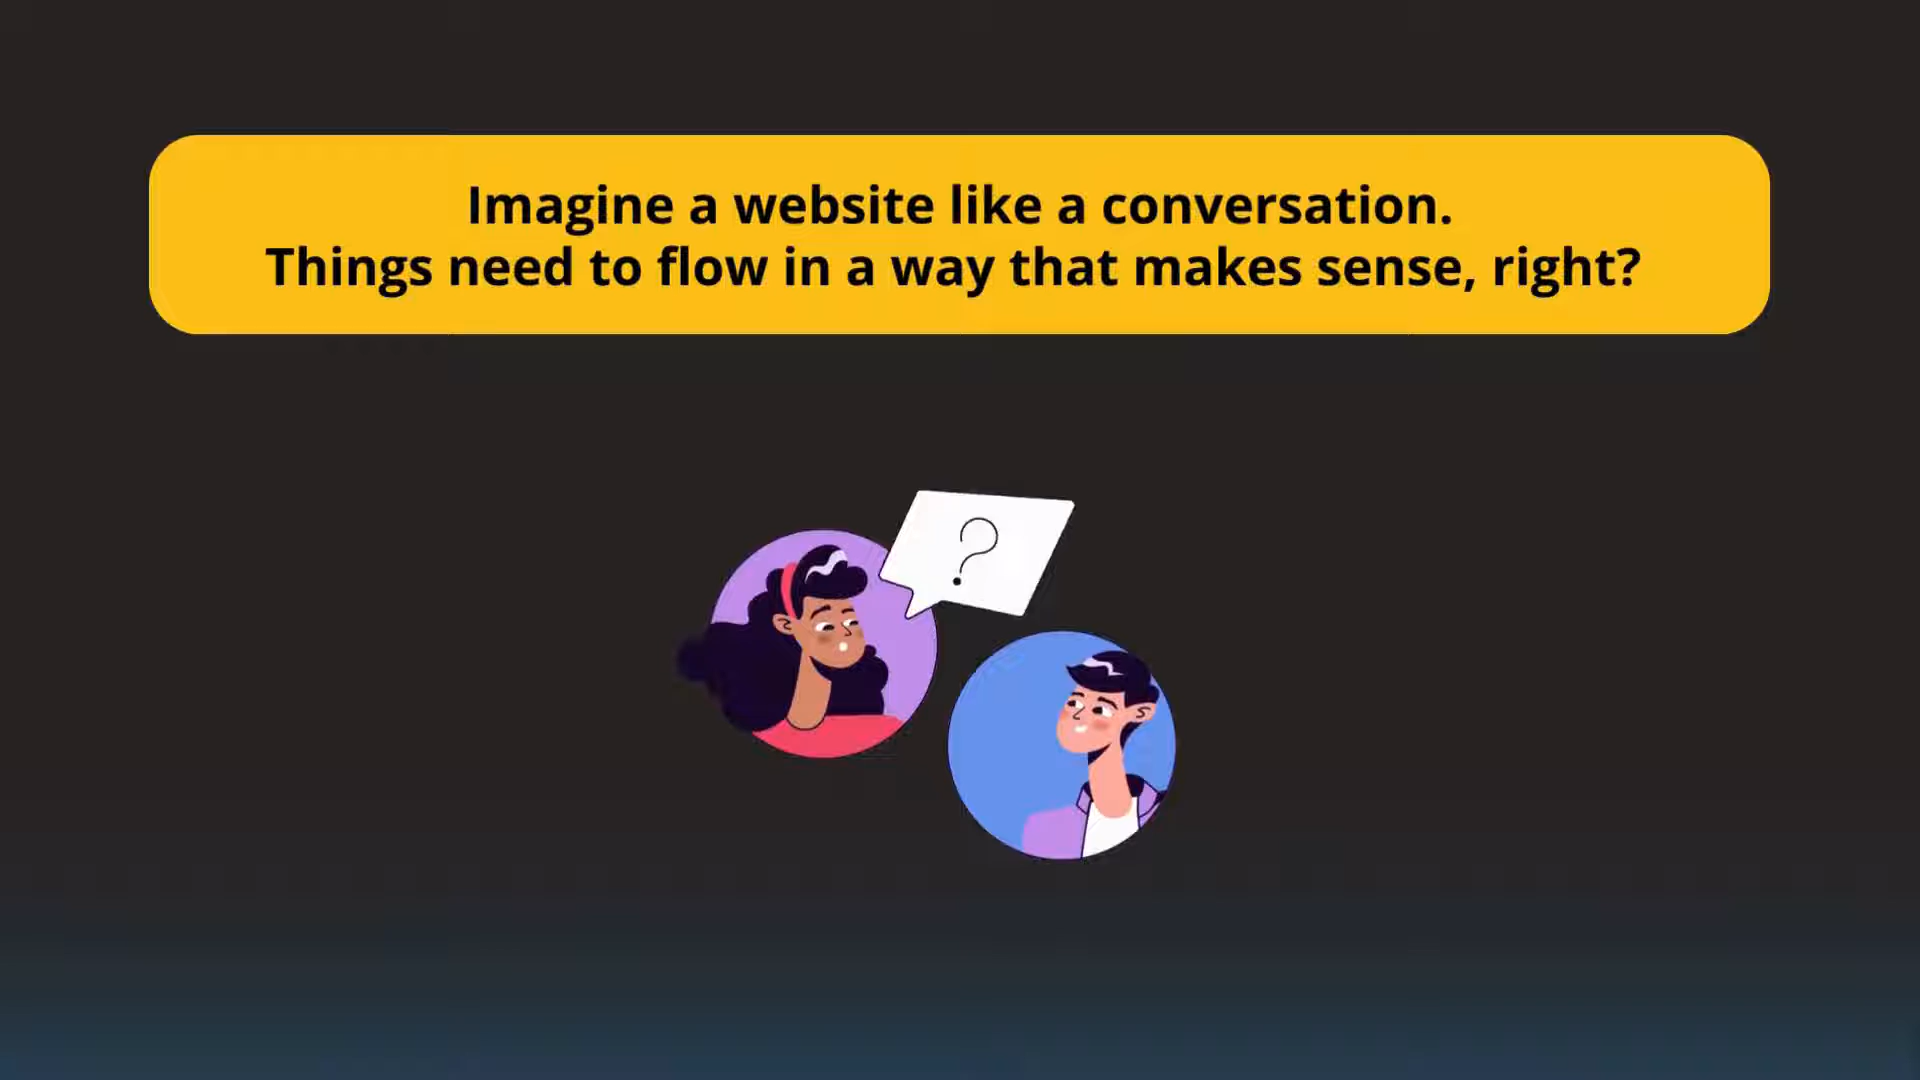 Imagine a website like a conversation.
Things need to flow in a way that makes sense, right?
?